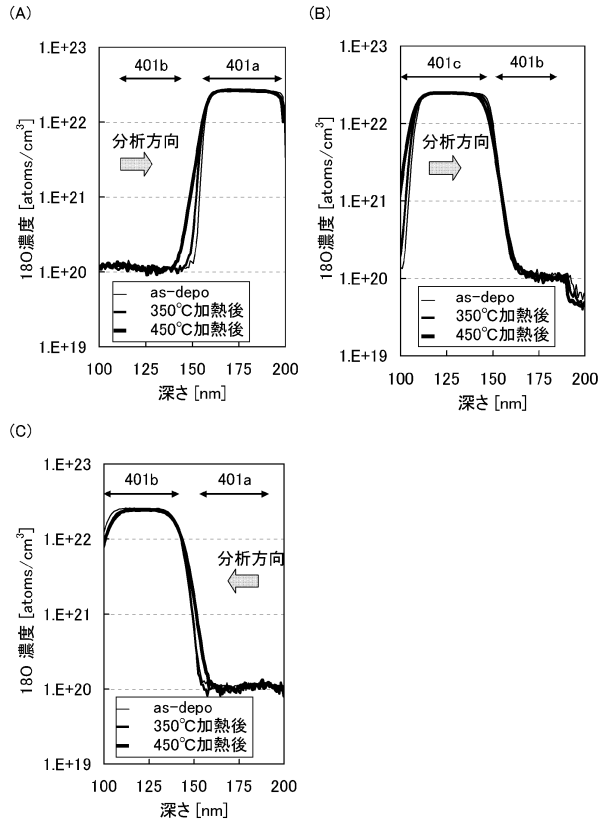 (A)
1.E+23
401b
401a
1.E+22
分析方向
1.E+21
1.E+20
as-depo
350℃加熱後
450℃加熱後
1.E+19
100 125 150 175 200
深さ[nm]
18O濃度 [atoms/cm3]
(B)
1.E+23
401c
401b
1.E+22
分析方向
1.E+21
1.E+20
as-depo
350℃加熱後
450℃加熱後
1.E+19
100 125 150 175 200
深さ[nm]
18O濃度 [atoms/cm3]
(C)
1.E+23
401b
401a
1.E+22
分析方向
1.E+21
1.E+20
as-depo
350℃加熱後
450℃加熱後
1.E+19
100 125 150 175 200
深さ[nm]
18O 濃度 [atoms/cm3]